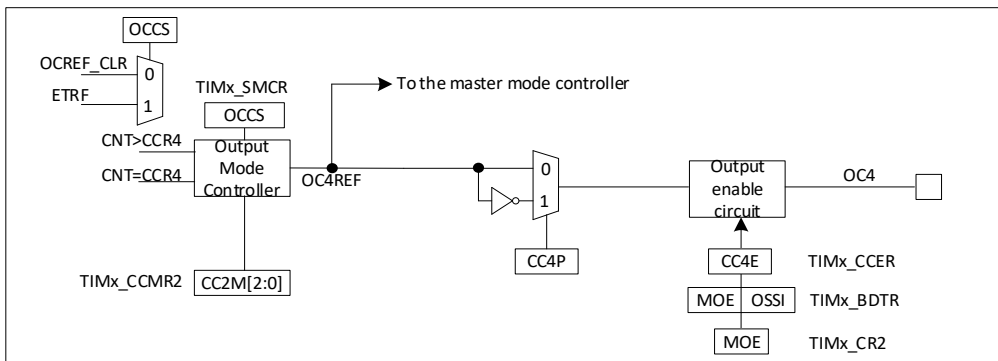 OCCS
OCREF_CLR
0
ETRF
1
TIMx_SMCR
To the master mode controller
OCCS
CNT>CCR4
CNT=CCR4
Output
Mode
Controller
OC4REF
0
1
Output
enable
circuit
OC4
CC4P
CC4E
TIMx_CCER
TIMx_CCMR2
CC2M[2:0]
MOE
OSSI
TIMx_BDTR
MOE
TIMx_CR2